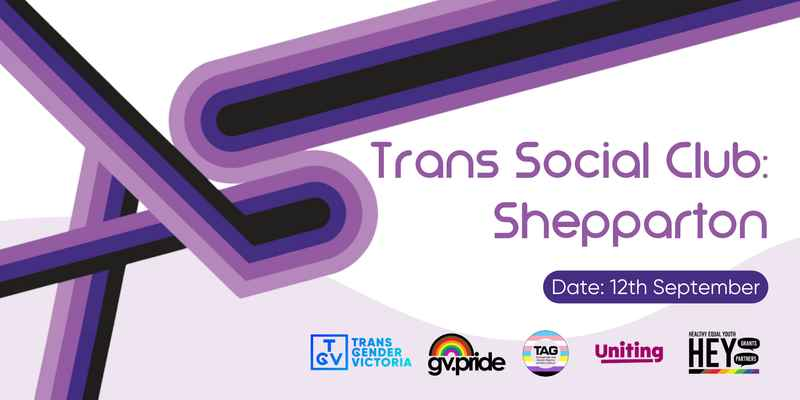 Trans Social Club:
Shepparton
Date: 12th September
T
GV
TRANS
GENDER
VICTORIA
gv.pride
TAG
Uniting
HEALTHY EQUAL YOUTH
HEY
GRANTS
PARTNERS